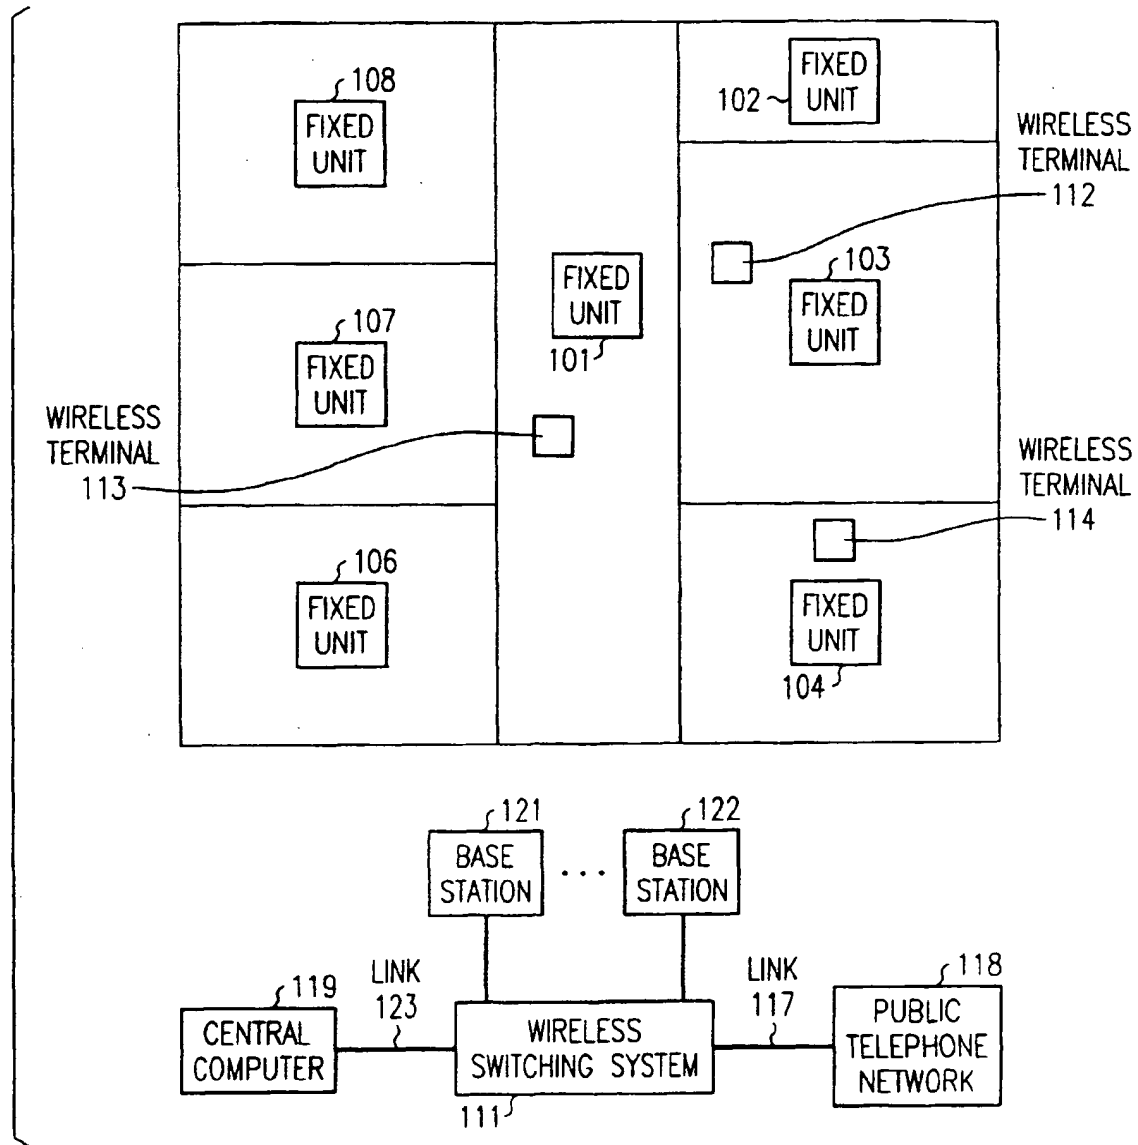 108
FIXED
UNIT
102
FIXED
UNIT
WIRELESS
TERMINAL
112
FIXED
UNIT
101
103
FIXED
UNIT
107
FIXED
UNIT
WIRELESS
TERMINAL
113
WIRELESS
TERMINAL
114
106
FIXED
UNIT
FIXED
UNIT
104
121
BASE
STATION
...
122
BASE
STATION
119
CENTRAL
COMPUTER
LINK
123
WIRELESS
SWITCHING SYSTEM
111
LINK
117
118
PUBLIC
TELEPHONE
NETWORK